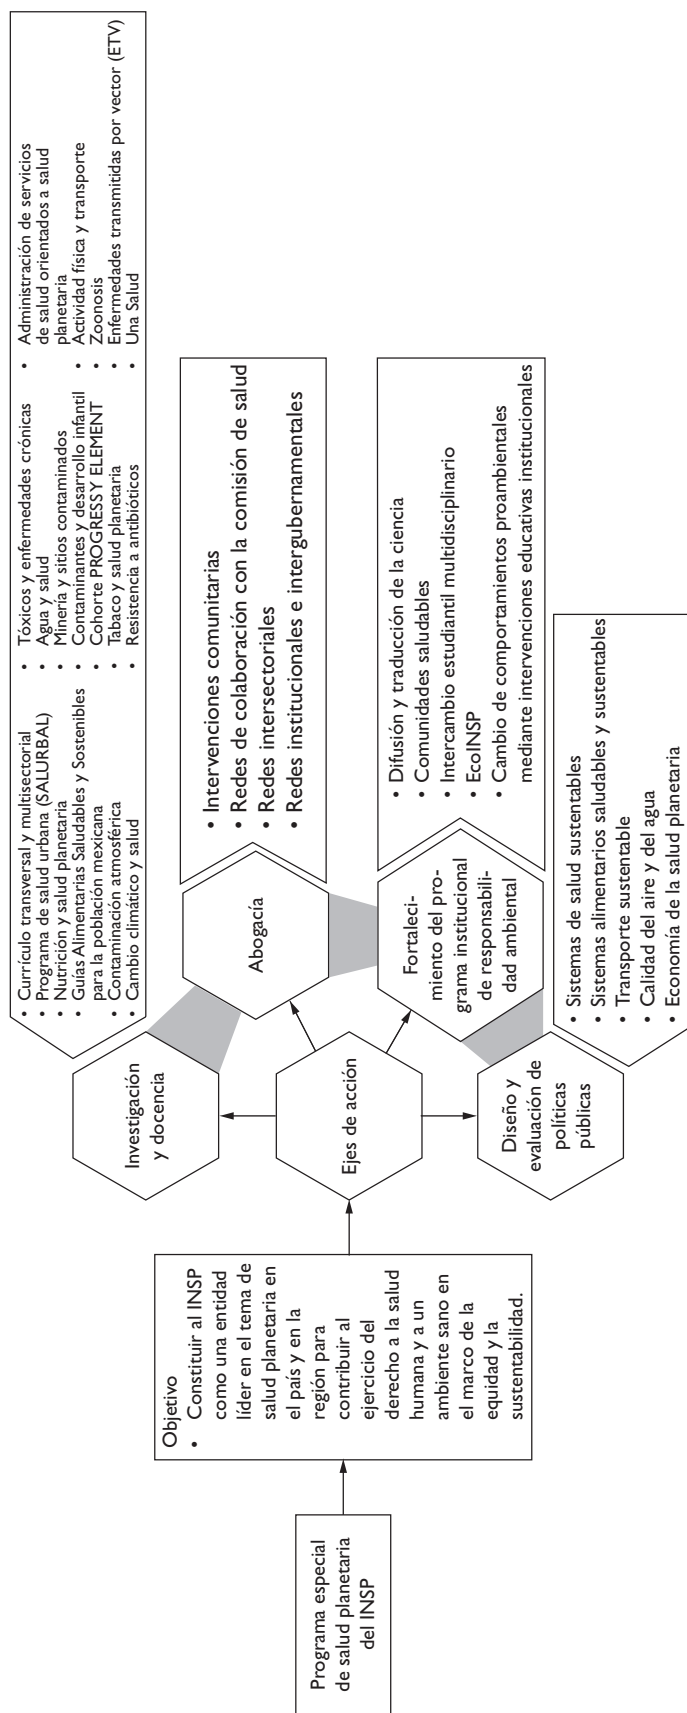 Programa especial
de salud planetaria
del INSP
Objetivo
• Constituir al INSP
como una entidad
líder en el tema de
salud planetaria en
el país y en la
región para
contribuir al
ejercicio del
derecho a la salud
humana y a un
ambiente sano en
el marco de la
equidad y la
sustentabilidad.
Ejes de acción
Investigación
y docencia
• Currículo transversal y multisectorial
• Programa de salud urbana (SALURBAL)
• Nutrición y salud planetaria
• Guías Alimentarias Saludables y Sostenibles
para la población mexicana
• Contaminación atmosférica
• Cambio climático y salud
• Tóxicos y enfermedades crónicas
• Agua y salud
• Minería y sitios contaminados
• Contaminantes y desarrollo infantil
• Cohorte PROGRESS Y ELEMENT
• Tabaco y salud planetaria
• Resistencia a antibióticos
• Administración de servicios
de salud orientados a salud
planetaria
• Actividad física y transporte
• Zoonosis
• Enfermedades transmitidas por vector (ETV)
• Una Salud
Abogacía
• Intervenciones comunitarias
• Redes de colaboración con la comisión de salud
• Redes intersectoriales
• Redes institucionales e intergubernamentales
Fortaleci-
miento del pro-
grama institucional
de responsabili-
dad ambiental
• Difusión y traducción de la ciencia
• Comunidades saludables
• Intercambio estudiantil multidisciplinario
• EcoINSP
• Cambio de comportamientos proambientales
mediante intervenciones educativas institucionales
Diseño y
evaluación de
políticas
públicas
• Sistemas de salud sustentables
• Sistemas alimentarios saludables y sustentables
• Transporte sustentable
• Calidad del aire y del agua
• Economía de la salud planetaria